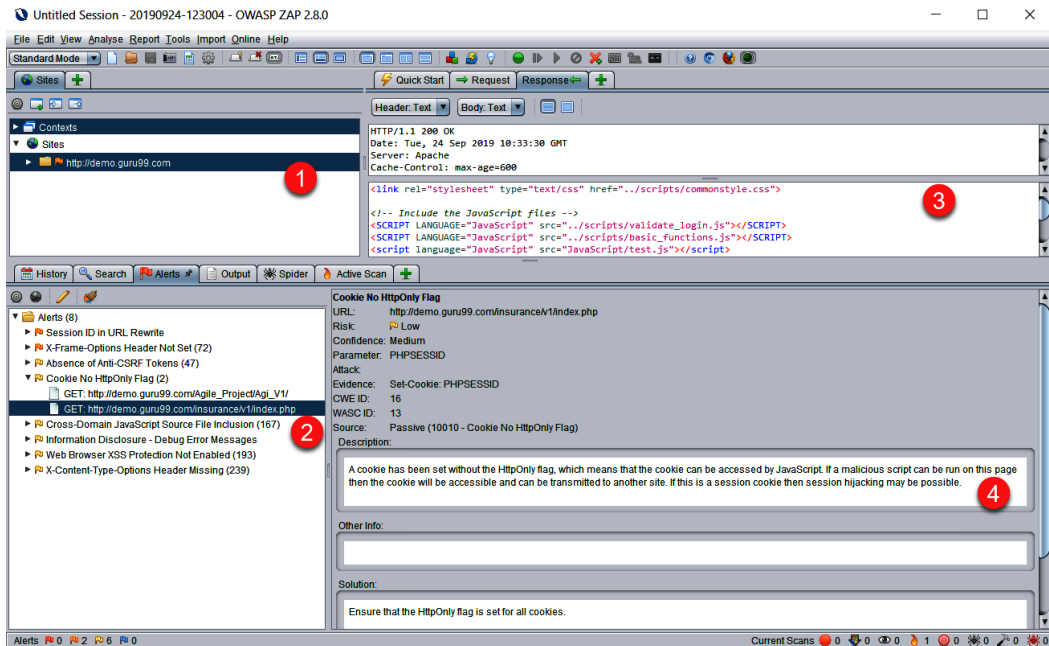 Untitled Session - 20190924-123004 - OWASP ZAP 2.8.0
File Edit View Analyse Report Tools Import Online Help
Standard Mode
Sites
Quick Start
Request
Response
Header: Text
Body: Text
Contexts
Sites
http://demo.guru99.com
1
HTTP/1.1 200 OK
Date: Tue, 24 Sep 2019 10:33:30 GMT
Server: Apache
Cache-Control: max-age=600
<link rel="stylesheet" type="text/css" href="../scripts/commonstyle.css">
<!-- Include the JavaScript files -->
<SCRIPT LANGUAGE="JavaScript" src="../scripts/validate_login.js"></SCRIPT>
<SCRIPT LANGUAGE="JavaScript" src="../scripts/basic_functions.js"></SCRIPT>
<script language="JavaScript" src="JavaScript/test.js"></script>
3
History
Search
Alerts
Output
Spider
Active Scan
Alerts (8)
Session ID in URL Rewrite
X-Frame-Options Header Not Set (72)
Absence of Anti-CSRF Tokens (47)
Cookie No HttpOnly Flag (2)
GET: http://demo.guru99.com/Agile_Project/Agi_V1/
GET: http://demo.guru99.com/insurance/v1/index.php
Cross-Domain JavaScript Source File Inclusion (167)
Information Disclosure - Debug Error Messages
Web Browser XSS Protection Not Enabled (193)
X-Content-Type-Options Header Missing (239)
2
Cookie No HttpOnly Flag
URL: http://demo.guru99.com/insurance/v1/index.php
Risk: Low
Confidence: Medium
Parameter: PHPSESSID
Attack:
Evidence: Set-Cookie: PHPSESSID
CWE ID: 16
WASC ID: 13
Source: Passive (10010 - Cookie No HttpOnly Flag)
Description:
A cookie has been set without the HttpOnly flag, which means that the cookie can be accessed by JavaScript. If a malicious script can be run on this page
then the cookie will be accessible and can be transmitted to another site. If this is a session cookie then session hijacking may be possible.
4
Other Info:
Solution:
Ensure that the HttpOnly flag is set for all cookies.
Alerts 0 2 6 0
Current Scans 0 0 0 1 0 0 0 0